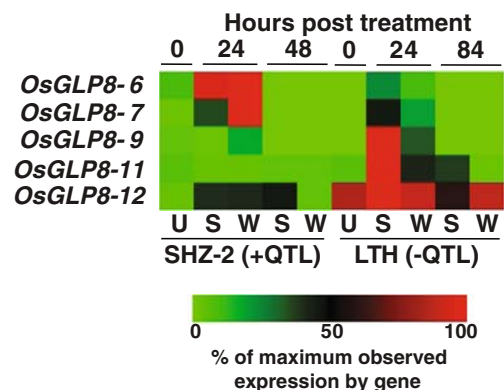 Hours post treatment
0 24 48 0 24 84
OsGLP8-6
OsGLP8-7
OsGLP8-9
OsGLP8-11
OsGLP8-12
U S W S W U S W S W
SHZ-2 (+QTL) LTH (-QTL)
0 50 100
% of maximum observed
expression by gene